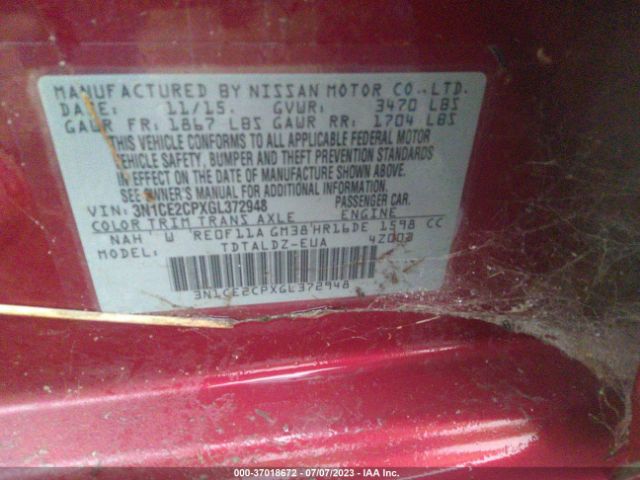 MANUFACTURED BY NISSAN MOTOR CO., LTD.
DATE: 11/15. GVWR: 3470 LBS
GAWR FR: 1867 LBS GAWR RR: 1704 LBS
THIS VEHICLE CONFORMS TO ALL APPLICABLE FEDERAL MOTOR
VEHICLE SAFETY, BUMPER AND THEFT PREVENTION STANDARDS
IN EFFECT ON THE DATE OF MANUFACTURE SHOWN ABOVE.
SEE OWNER'S MANUAL FOR ADDITIONAL INFORMATION.
VIN: 3N1CE2CPXGL372948 PASSENGER CAR.
COLOR TRIM TRANS AXLE ENGINE
NAH W RE0F11A GM38 HR16DE 1598 CC
MODEL: TDTALDZ-EUA
3N1CE2CPXGL372948
000-37018672 / 07/07/2023 © IAA Inc.